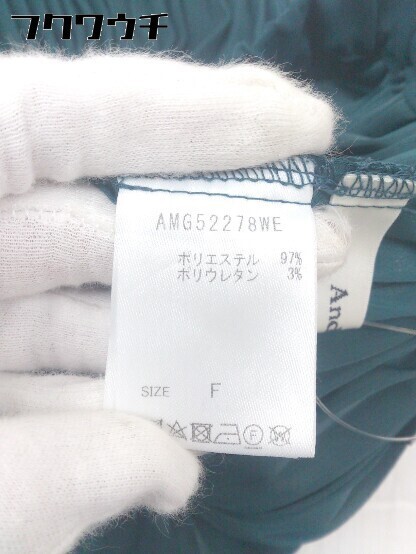 フクワウチ
AMG52278WE
ポリエステル 97%
ポリウレタン 3%
SIZE F
And